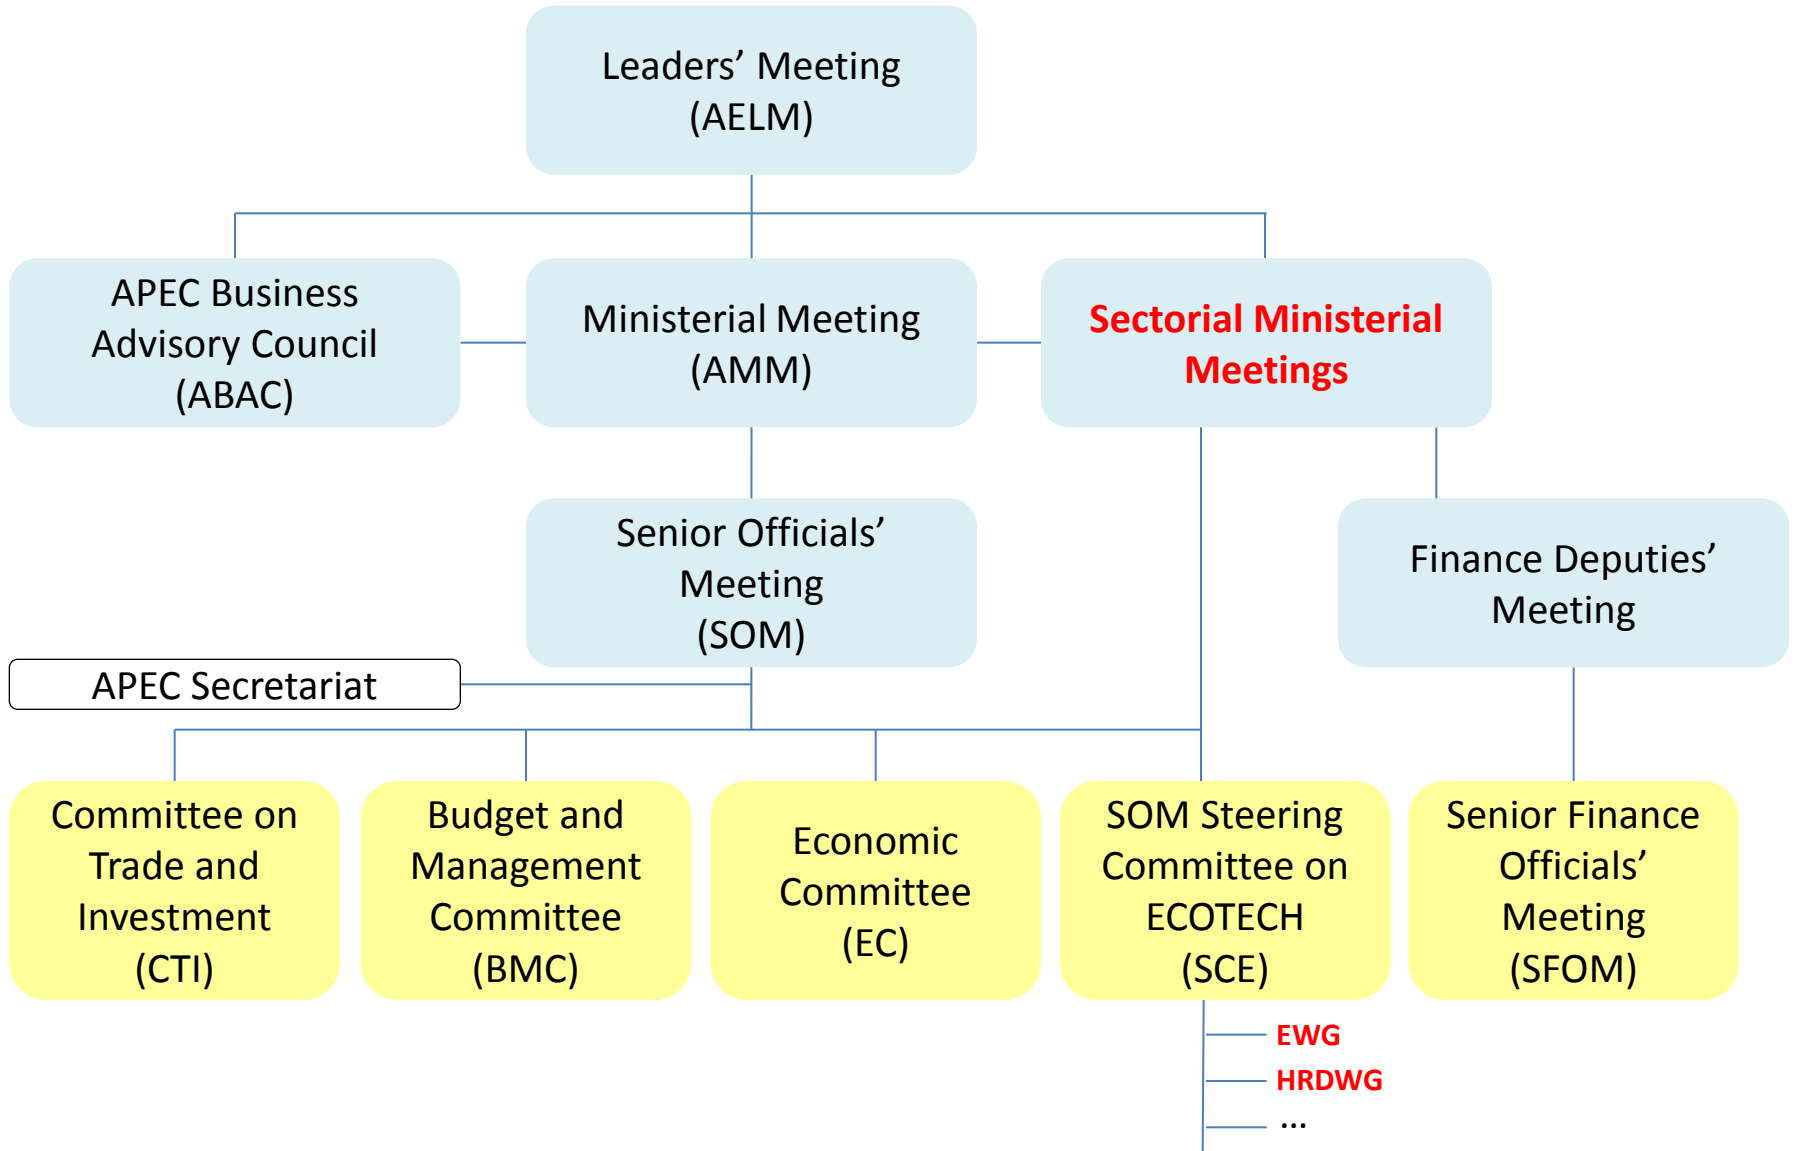 Leaders’ Meeting
(AELM)
APEC Business
Advisory Council
(ABAC)
Ministerial Meeting
(AMM)
Sectorial Ministerial
Meetings
Senior Officials’
Meeting
(SOM)
Finance Deputies’
Meeting
APEC Secretariat
Committee on
Trade and
Investment
(CTI)
Budget and
Management
Committee
(BMC)
Economic
Committee
(EC)
SOM Steering
Committee on
ECOTECH
(SCE)
Senior Finance
Officials’
Meeting
(SFOM)
EWG
HRDWG
...